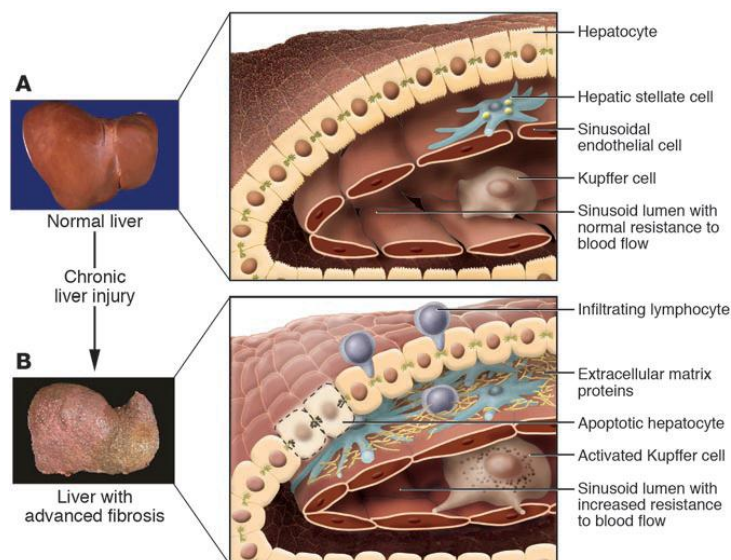 A
Normal liver
Chronic
liver injury
B
Liver with
advanced fibrosis
Hepatocyte
Hepatic stellate cell
Sinusoidal
endothelial cell
Kupffer cell
Sinusoid lumen with
normal resistance to
blood flow
Infiltrating lymphocyte
Extracellular matrix
proteins
Apoptotic hepatocyte
Activated Kupffer cell
Sinusoid lumen with
increased resistance
to blood flow